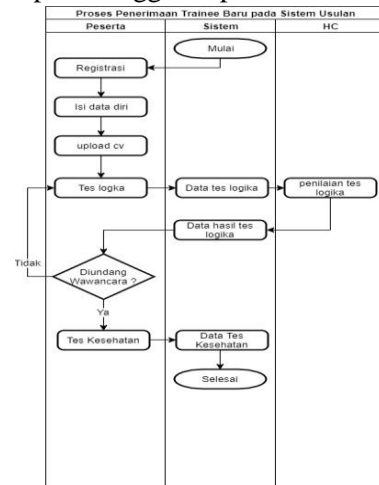 Proses Penerimaan Trainee Baru pada Sistem Usulan
Peserta
Sistem
HC
Mulai
Registrasi
Isi data diri
upload cv
Tes logka
Data tes logika
penilaian tes
logika
Data hasil tes
logika
Tidak
Diundang
Wawancara ?
Ya
Tes Kesehatan
Data Tes
Kesehatan
Selesai